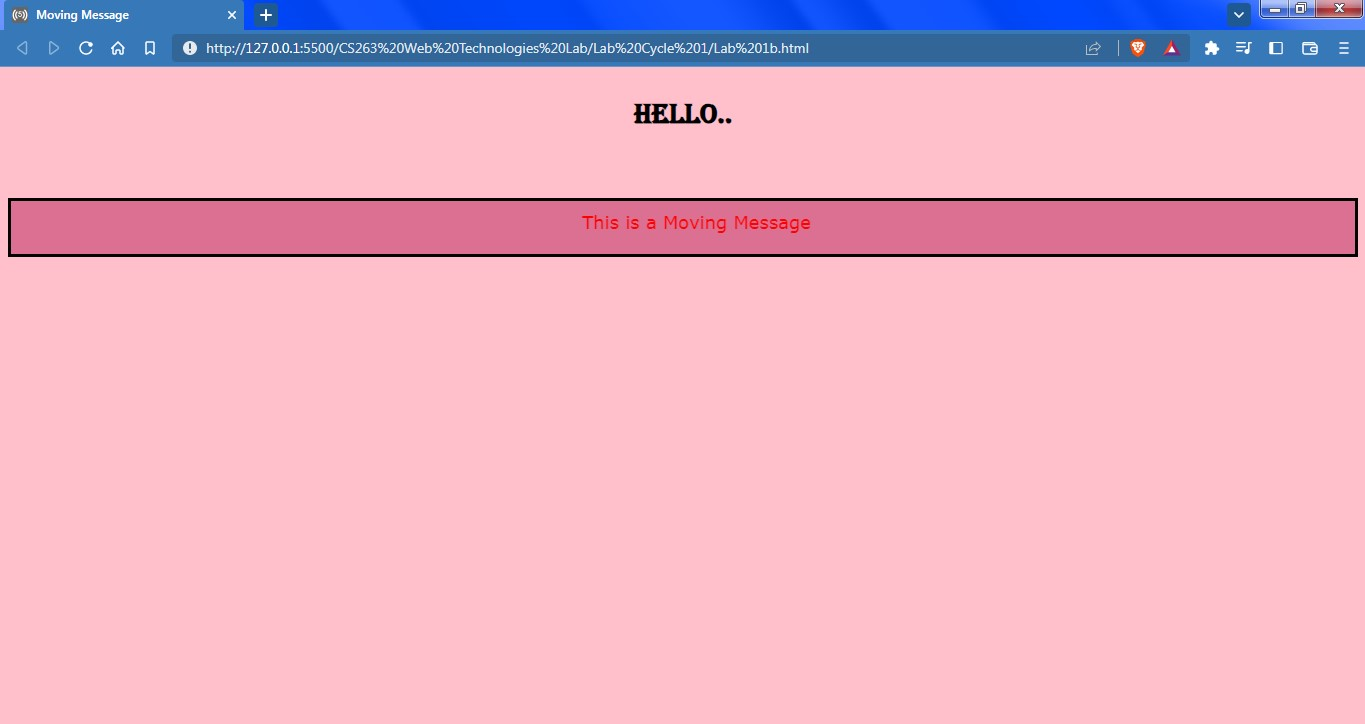 Moving Message
http://127.0.0.1:5500/CS263%20Web%20Technologies%20Lab/Lab%20Cycle%201/Lab%201b.html
HELLO..
This is a Moving Message